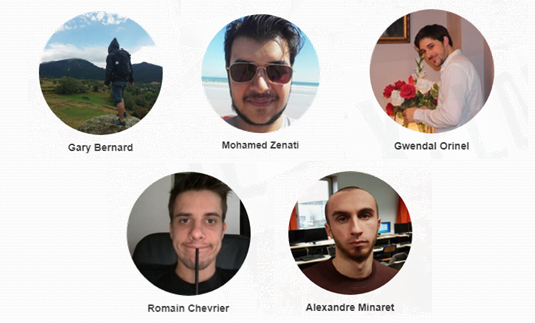 Gary Bernard
Mohamed Zenati
Gwendal Orinel
Romain Chevrier
Alexandre Minaret